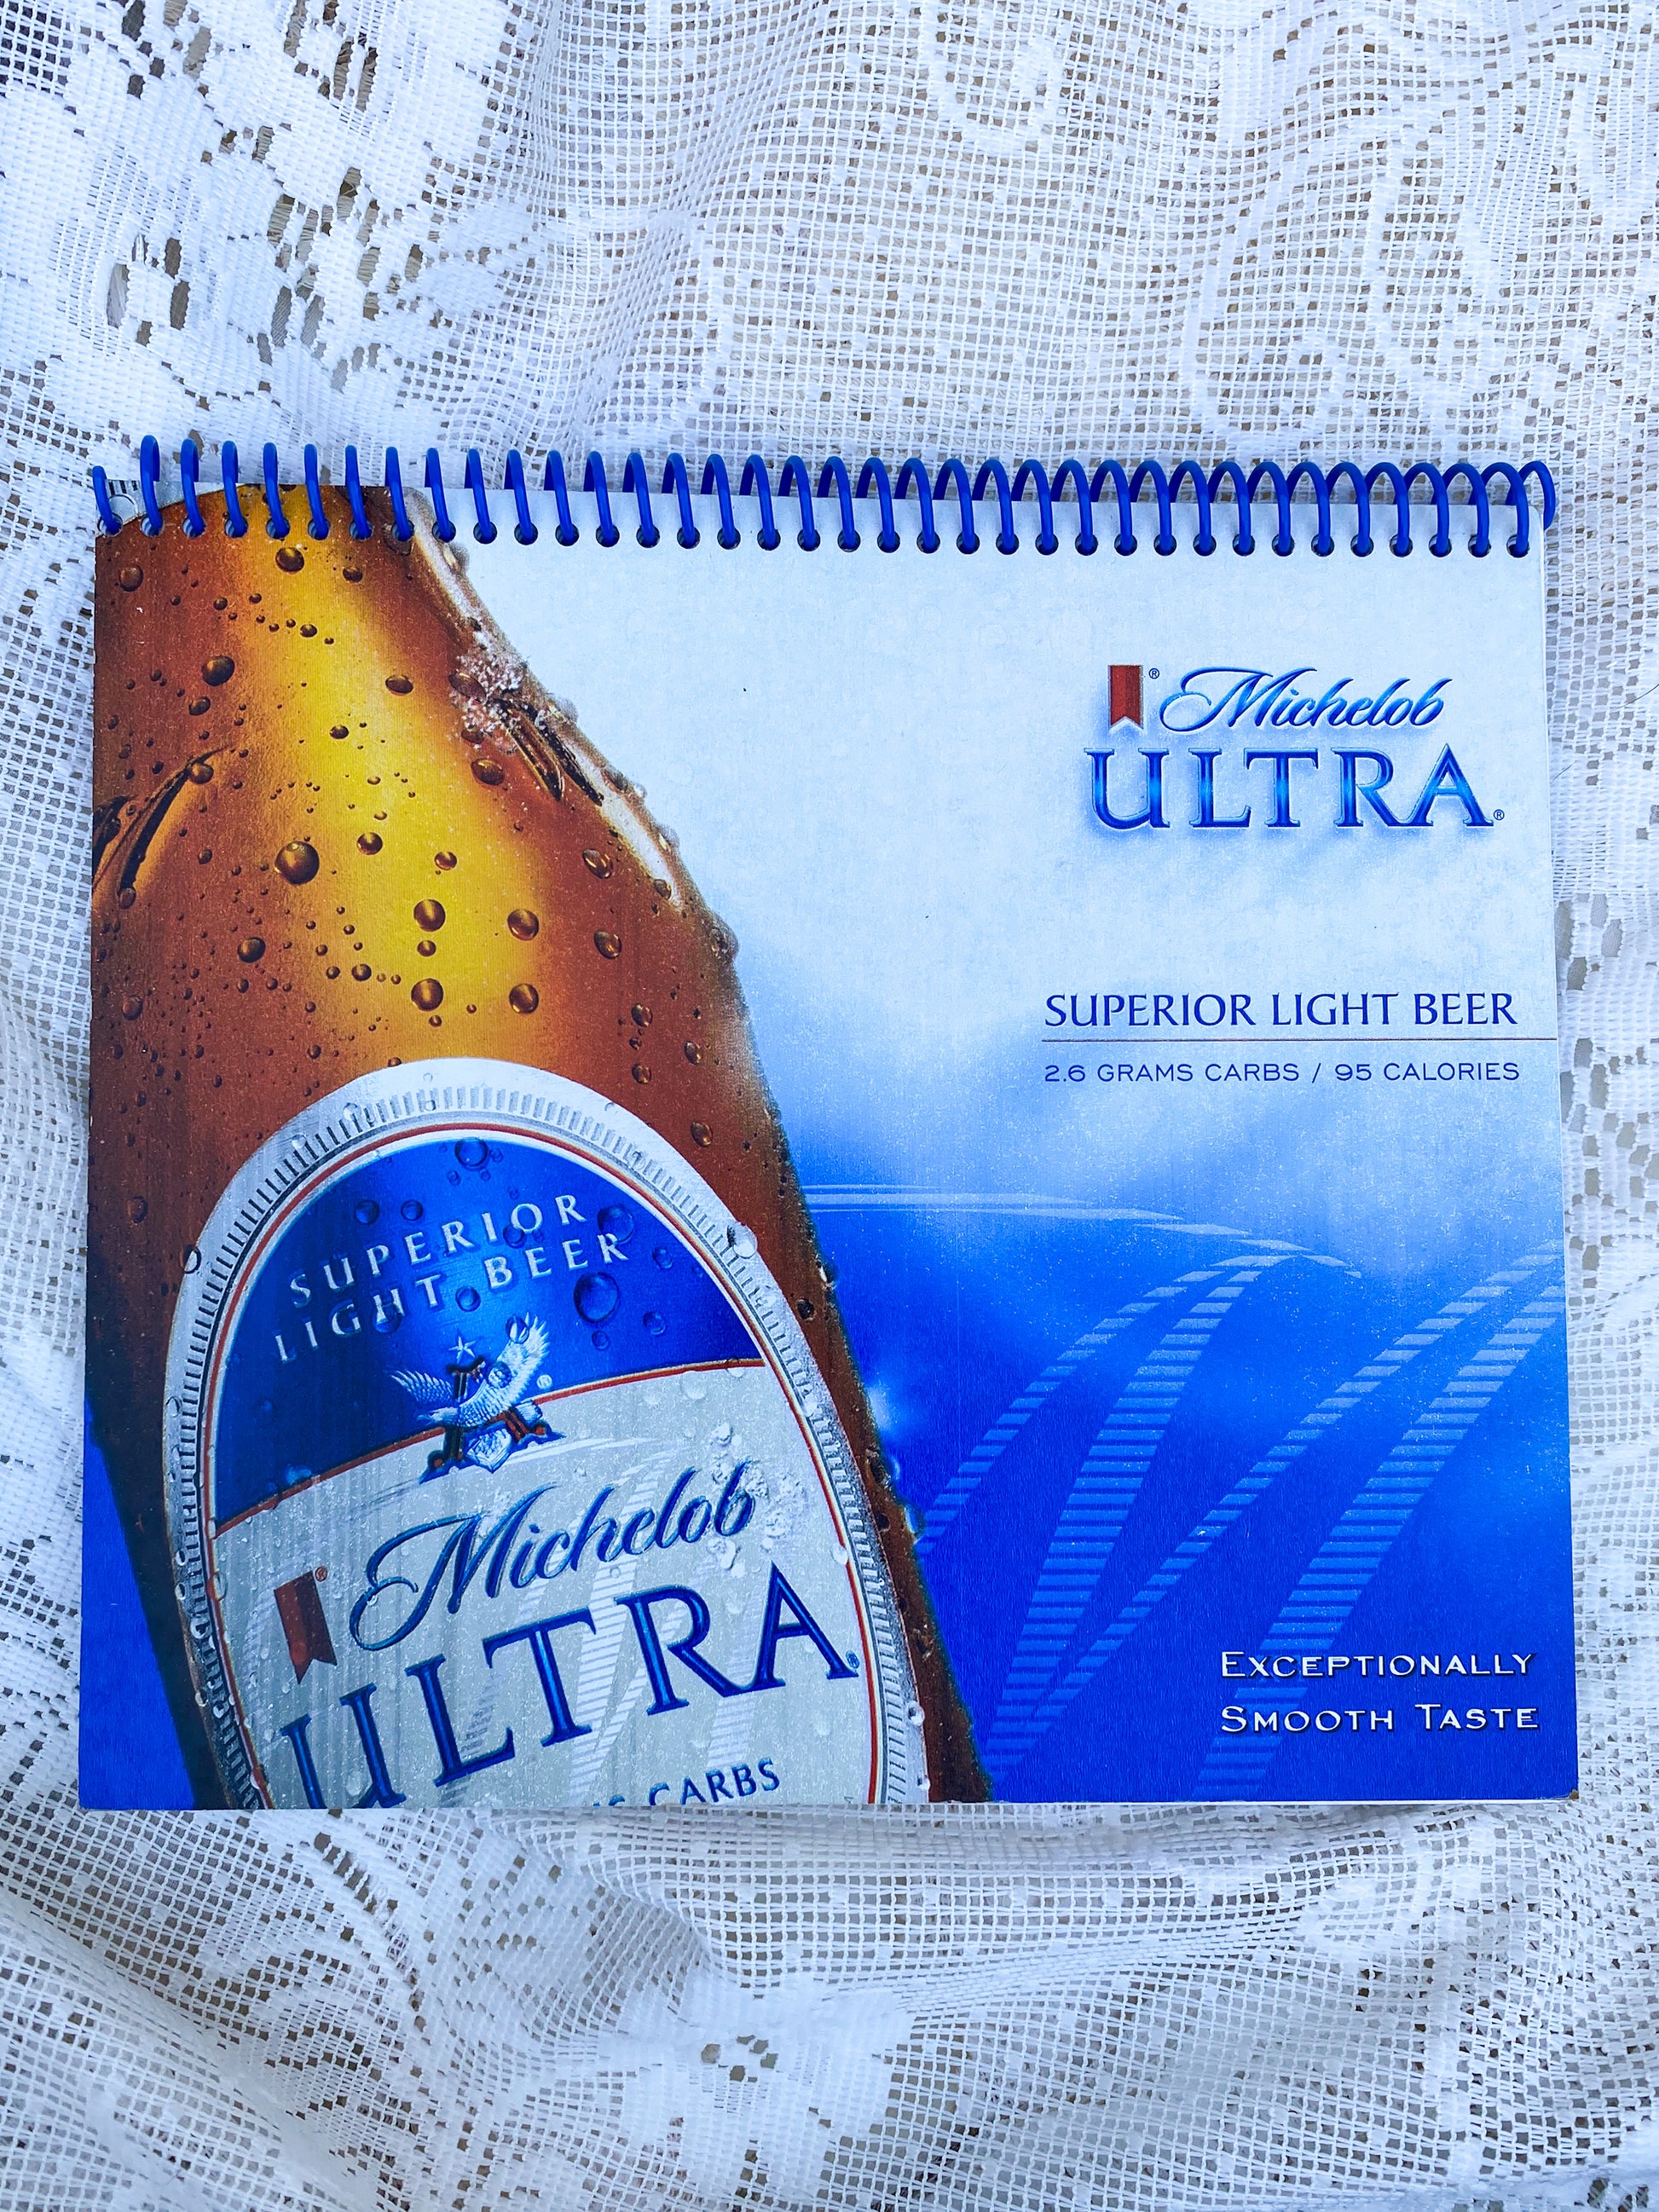 ® Michelob
ULTRA®
SUPERIOR LIGHT BEER
2.6 GRAMS CARBS / 95 CALORIES
SUPERIOR
LIGHT BEER
®
® Michelob
ULTRA®
CARBS
EXCEPTIONALLY
SMOOTH TASTE